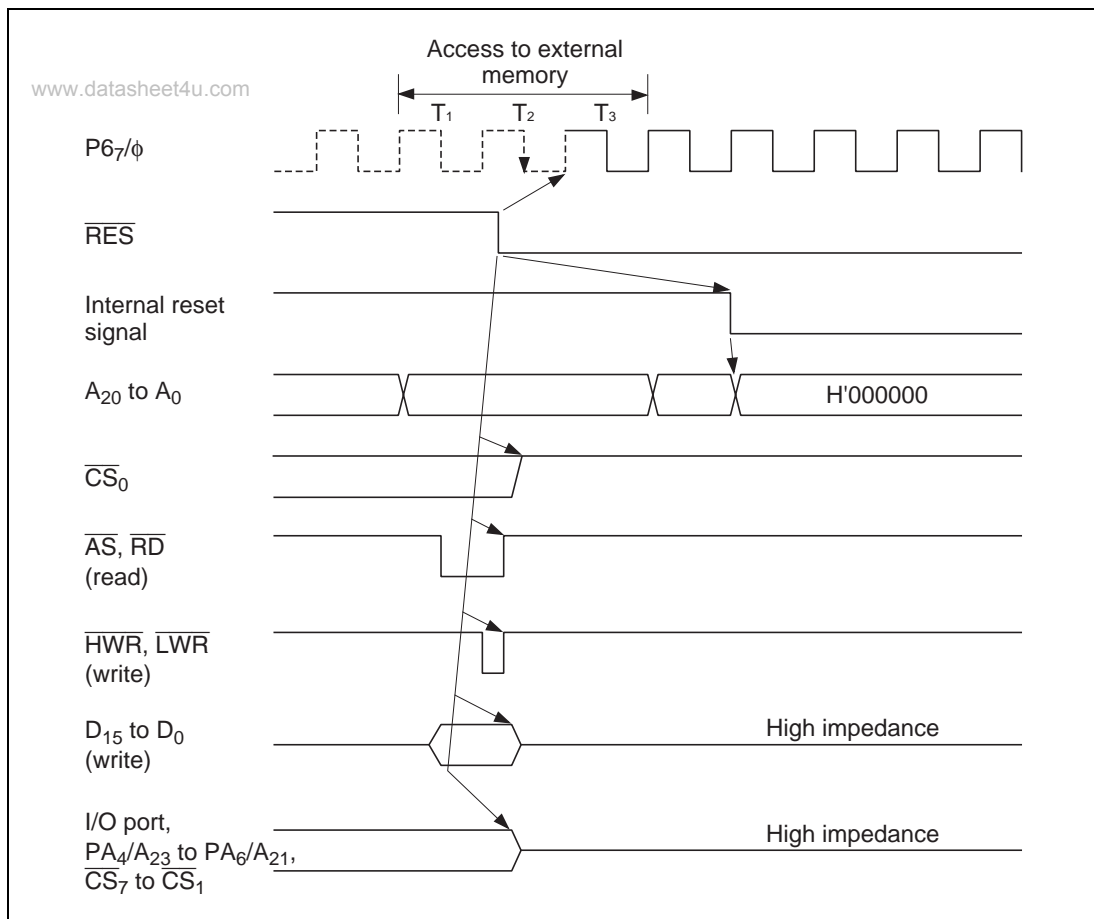 Access to external
memory
www.datasheet4u.com
T1 T2 T3
P67/ϕ
RES
Internal reset
signal
A20 to A0
H'000000
CS0
AS, RD
(read)
HWR, LWR
(write)
D15 to D0
(write)
High impedance
I/O port,
PA4/A23 to PA6/A21,
CS7 to CS1
High impedance